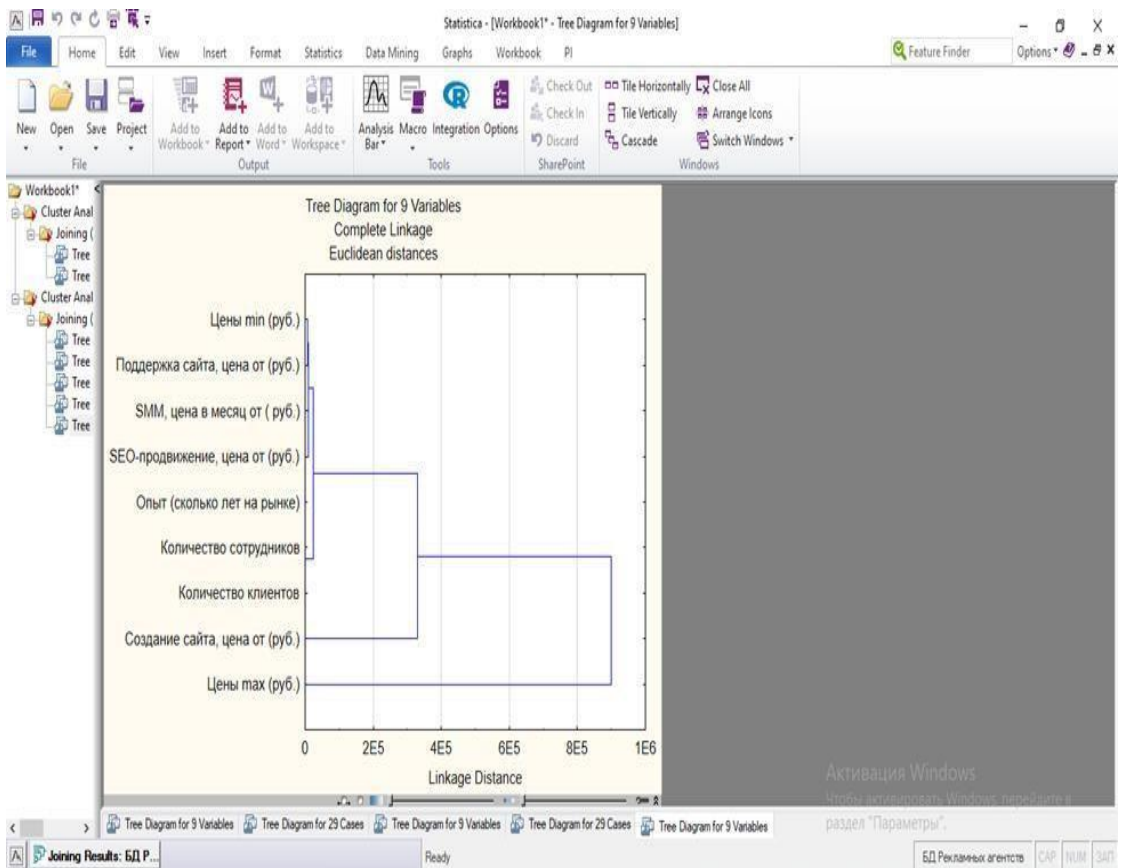 Statistica - [Workbook1* - Tree Diagram for 9 Variables]
File Home Edit View Insert Format Statistics Data Mining Graphs Workbook PI
Feature Finder Options
New Open Save Project
Add to Workbook Add to Report Add to Word Add to Workspace
Analysis Bar Macro Integration Options
Check Out
Check In
Discard
Tile Horizontally
Tile Vertically
Cascade
Close All
Arrange Icons
Switch Windows
File Output Tools SharePoint Windows
Workbook1*
Cluster Anal
Joining (
Tree
Tree
Cluster Anal
Joining (
Tree
Tree
Tree
Tree
Tree
Tree Diagram for 9 Variables
Complete Linkage
Euclidean distances
Цены min (руб.)
Поддержка сайта, цена от (руб.)
SMM, цена в месяц от ( руб.)
SEO-продвижение, цена от (руб.)
Опыт (сколько лет на рынке)
Количество сотрудников
Количество клиентов
Создание сайта, цена от (руб.)
Цены max (руб.)
0 2E5 4E5 6E5 8E5 1E6
Linkage Distance
Активация Windows
Чтобы активировать Windows, перейдите в
раздел "Параметры".
Tree Diagram for 9 Variables Tree Diagram for 29 Cases Tree Diagram for 9 Variables Tree Diagram for 29 Cases Tree Diagram for 9 Variables
Joining Results: БД Р...
Ready
БД Рекламных агентств CAP NUM ЗАП